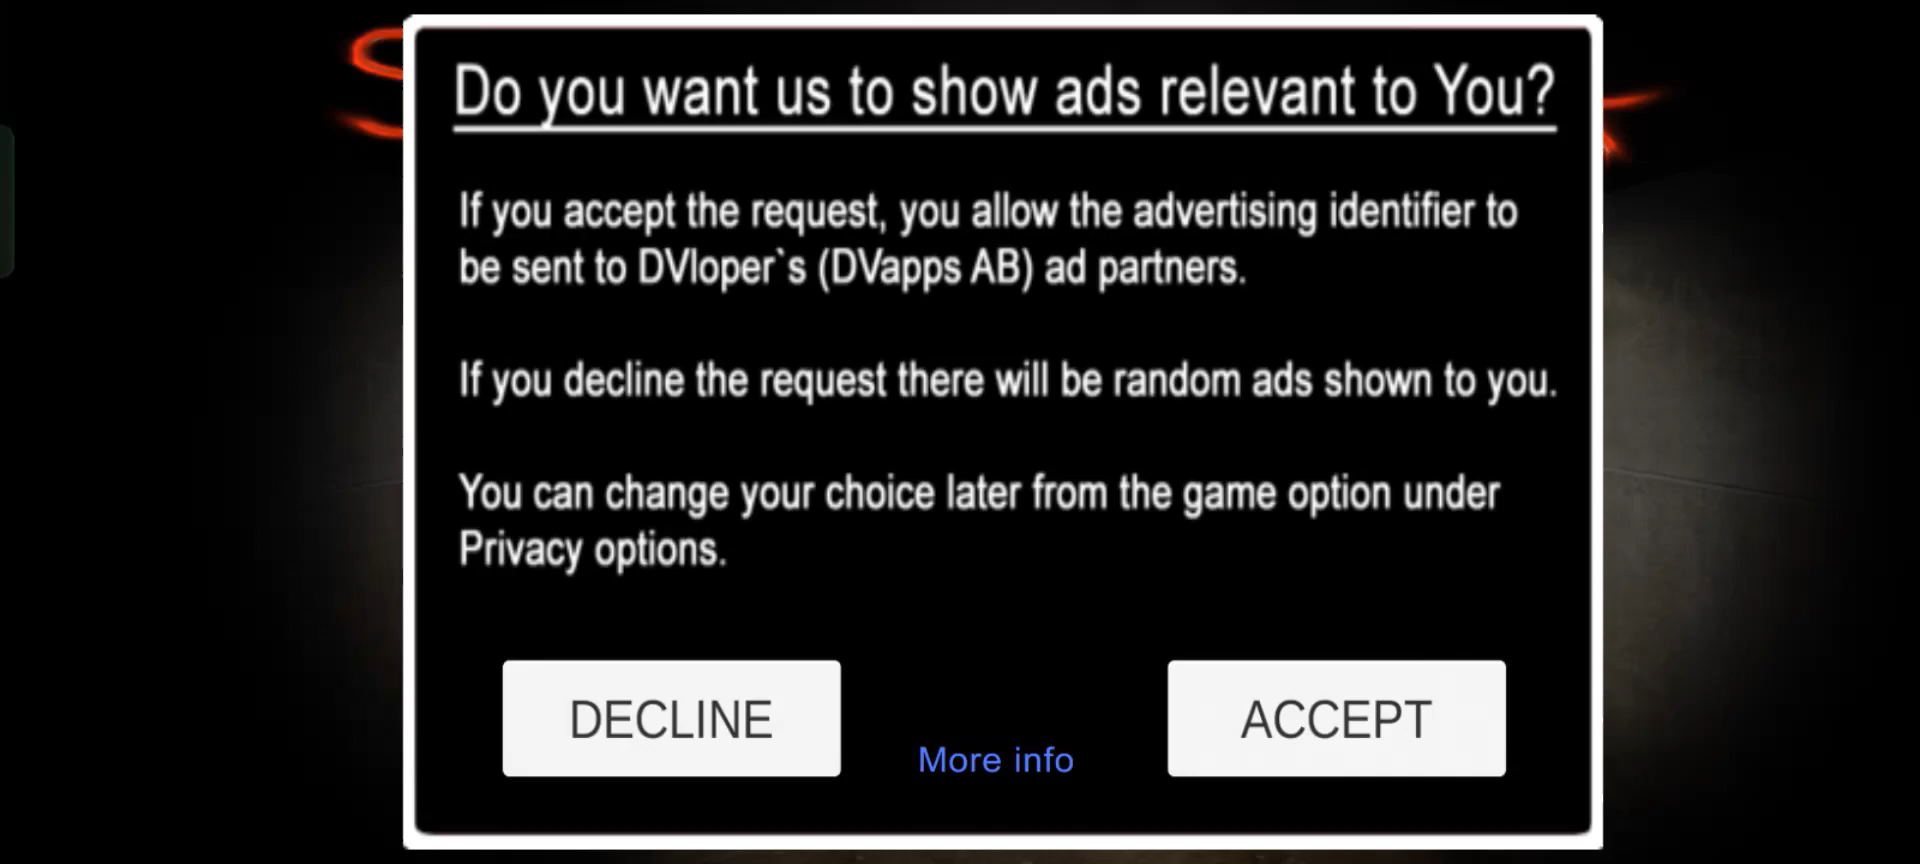 Do you want us to show ads relevant to You?
If you accept the request, you allow the advertising identifier to
be sent to DVloper`s (DVapps AB) ad partners.
If you decline the request there will be random ads shown to you.
You can change your choice later from the game option under
Privacy options.
DECLINE
More info
ACCEPT